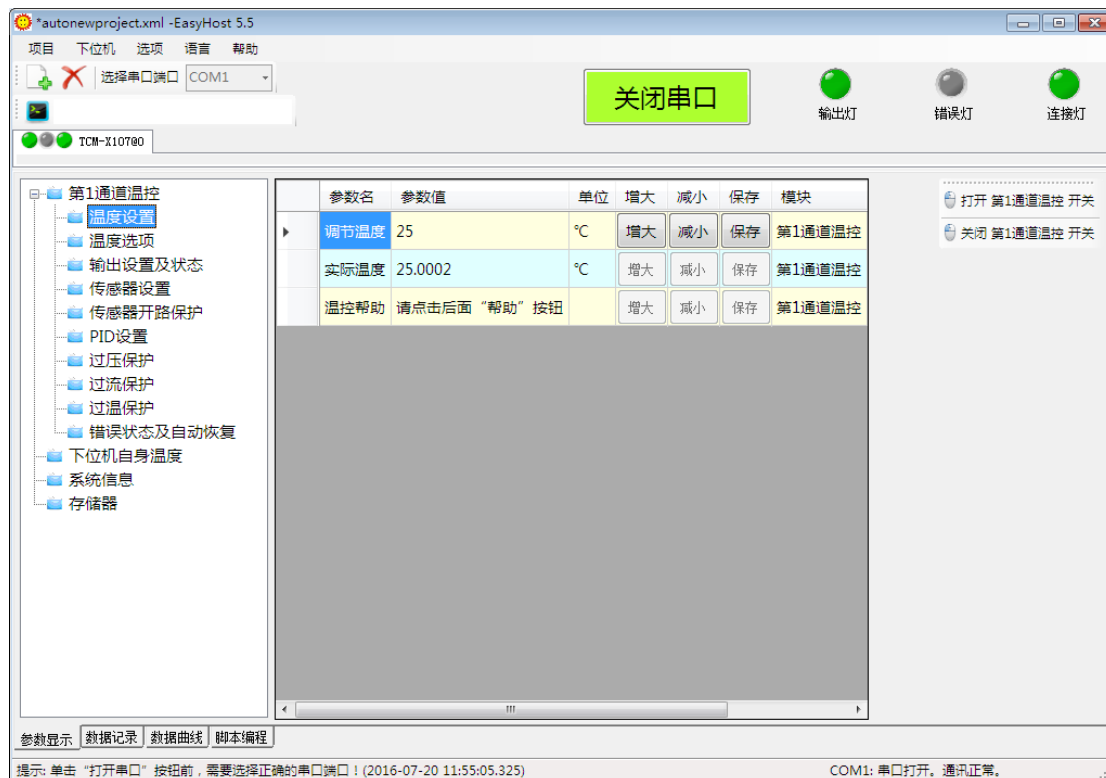 *autonewproject.xml -EasyHost 5.5
项目 下位机 选项 语言 帮助
选择串口端口 COM1
关闭串口
输出灯 错误灯 连接灯
TCM-X107@0
第1通道温控
温度设置
温度选项
输出设置及状态
传感器设置
传感器开路保护
PID设置
过压保护
过流保护
过温保护
错误状态及自动恢复
下位机自身温度
系统信息
存储器
参数名 参数值 单位 增大 减小 保存 模块
调节温度 25 ℃ 增大 减小 保存 第1通道温控
实际温度 25.0002 ℃ 增大 减小 保存 第1通道温控
温控帮助 请点击后面“帮助”按钮 增大 减小 保存 第1通道温控
打开 第1通道温控 开关
关闭 第1通道温控 开关
参数显示 数据记录 数据曲线 脚本编程
提示: 单击“打开串口”按钮前，需要选择正确的串口端口！(2016-07-20 11:55:05.325)
COM1: 串口打开。通讯正常。